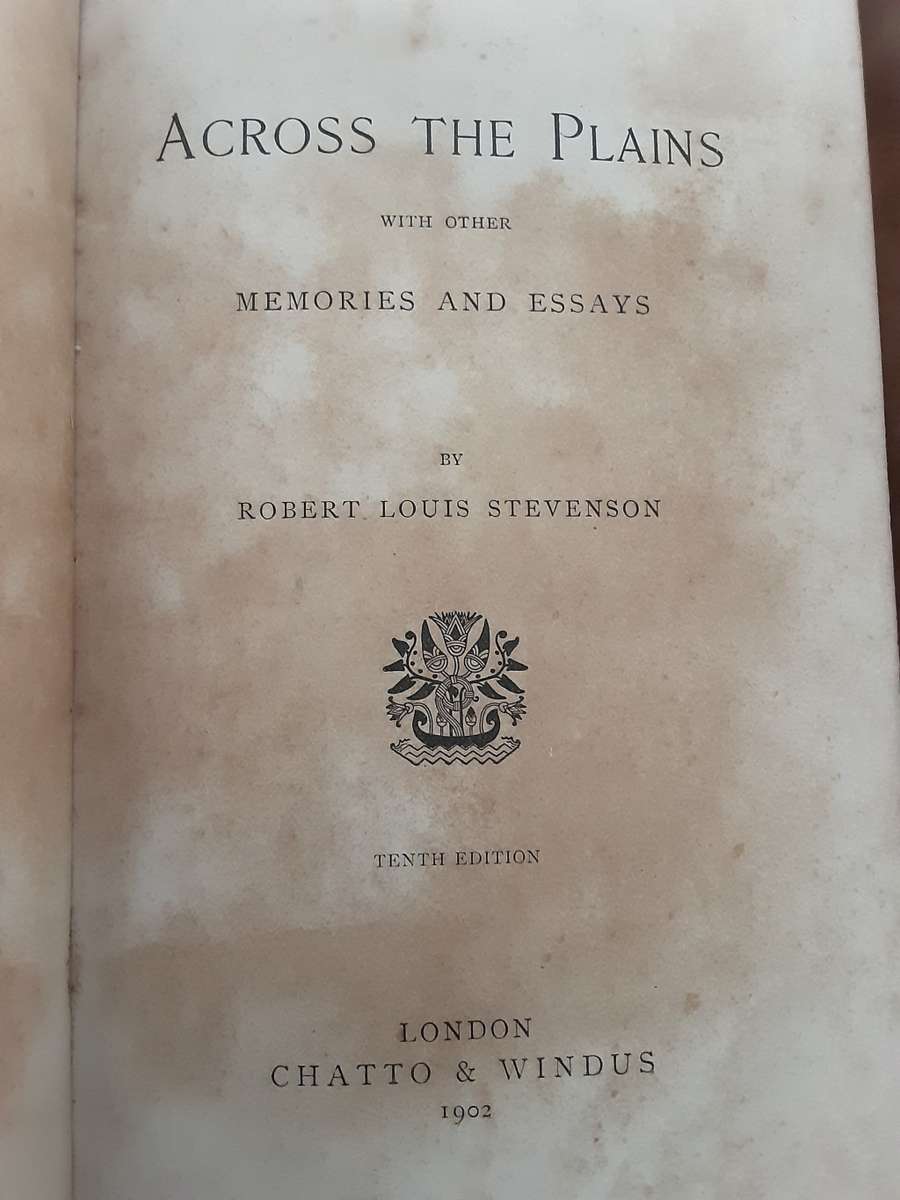 ACROSS THE PLAINS
WITH OTHER
MEMORIES AND ESSAYS
BY
ROBERT LOUIS STEVENSON
TENTH EDITION
LONDON
CHATTO & WINDUS
1902